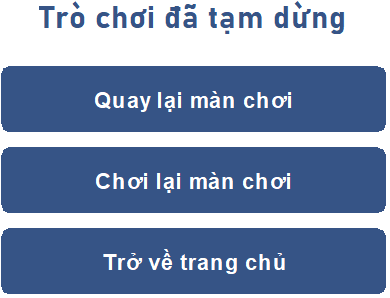 Trò chơi đã tạm dừng
Quay lại màn chơi
Chơi lại màn chơi
Trở về trang chủ